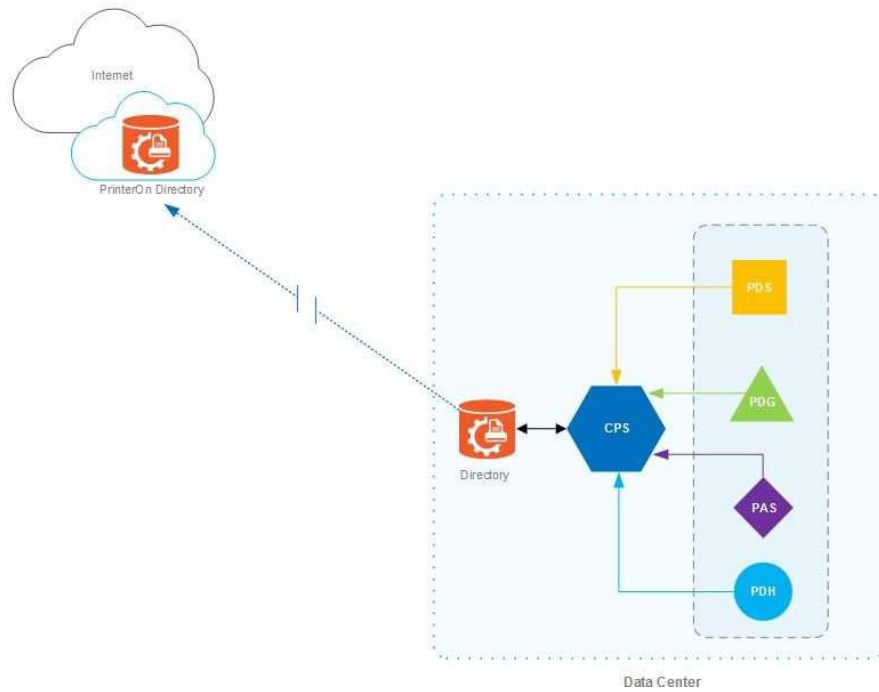 Internet
PrinterOn Directory
PDS
PDG
CPS
Directory
PAS
PDH
Data Center